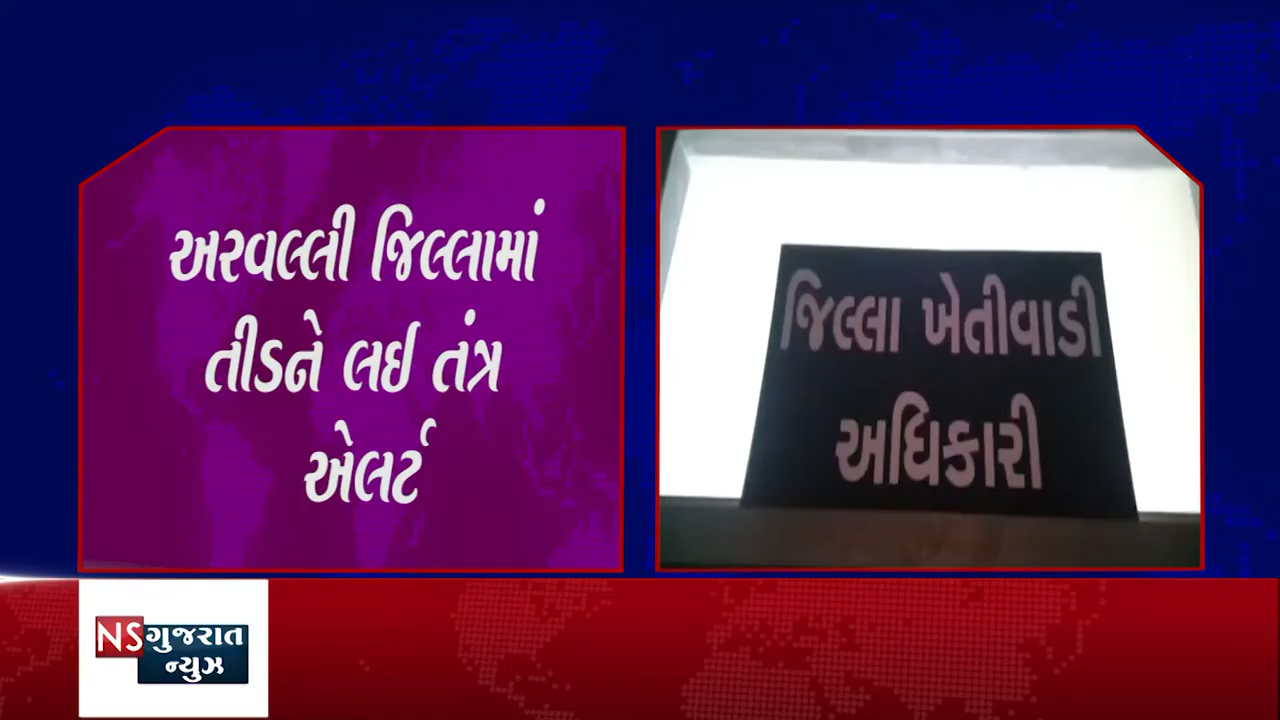 અરવલ્લી જિલ્લામાં
તીડને લઈ તંત્ર
એલર્ટ
જિલ્લા ખેતીવાડી
અધિકારી
NS ગુજરાત
ન્યુઝ